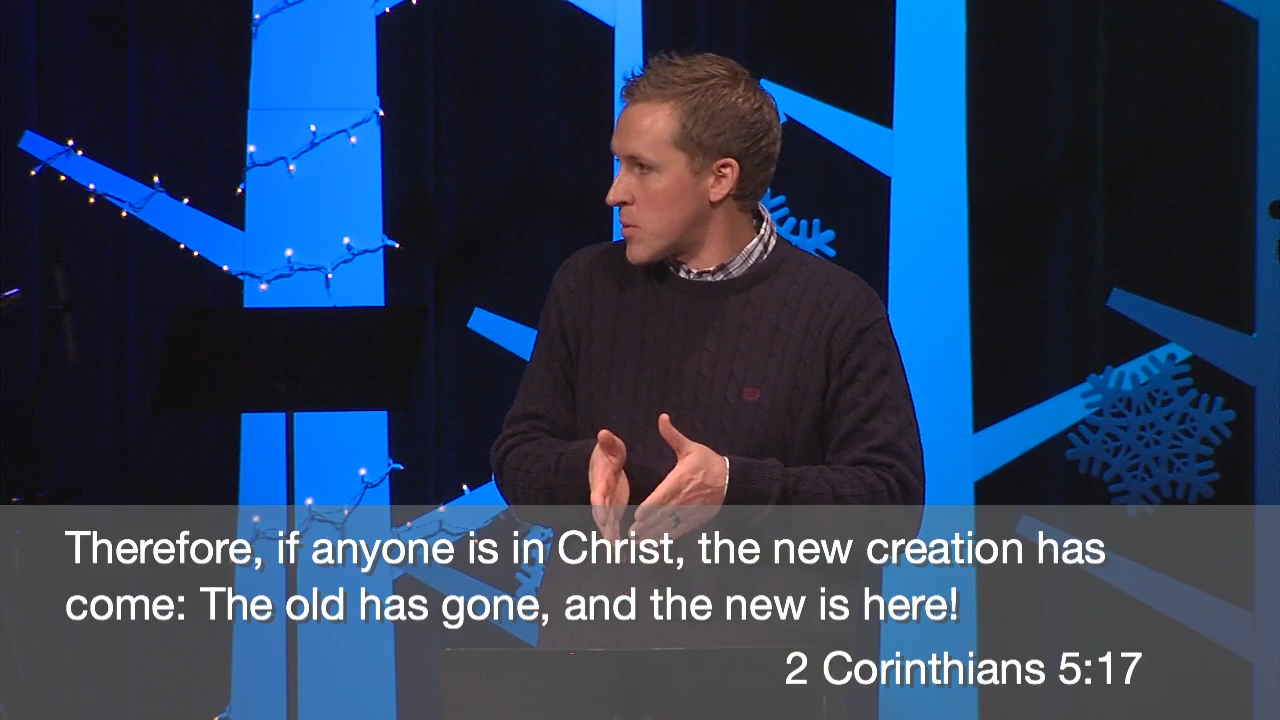 Therefore, if anyone is in Christ, the new creation has
come: The old has gone, and the new is here!
2 Corinthians 5:17